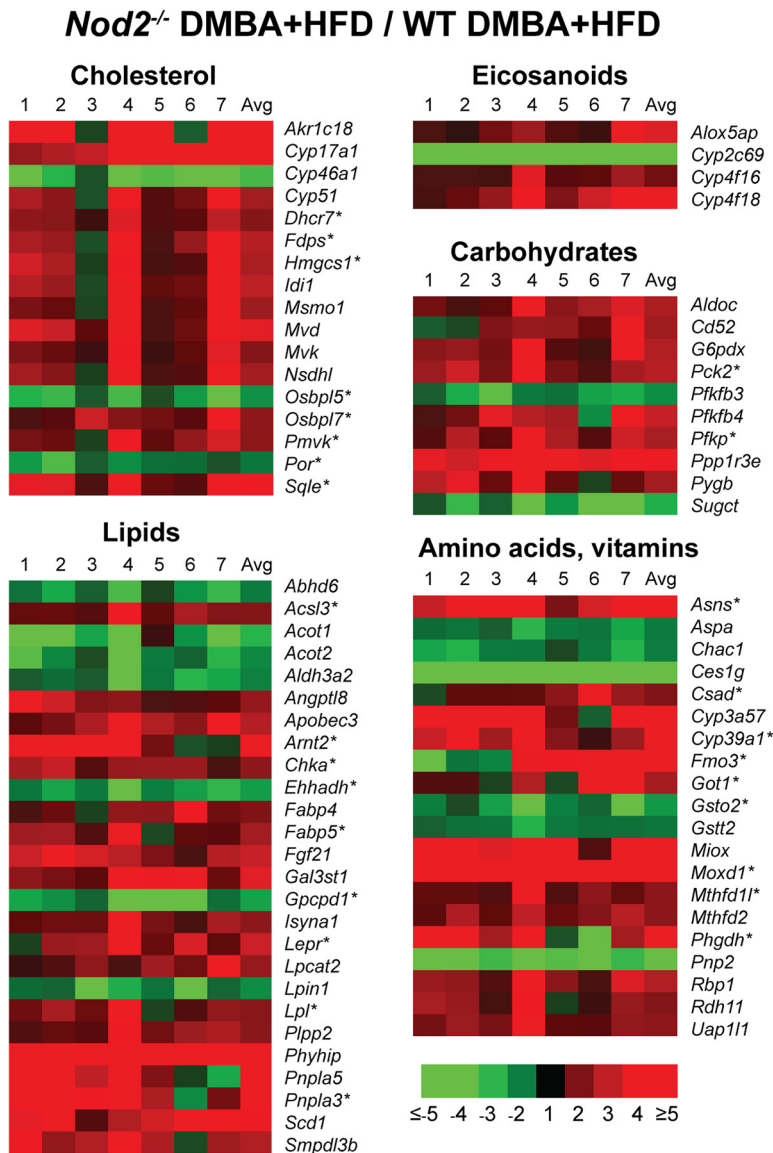 Nod2-/- DMBA+HFD / WT DMBA+HFD
Cholesterol
1 2 3 4 5 6 7 Avg
Akr1c18
Cyp17a1
Cyp46a1
Cyp51
Dhcr7*
Fdps*
Hmgcs1*
Idi1
Msmo1
Mvd
Mvk
Nsdhl
Osbpl5*
Osbpl7*
Pmvk*
Por*
Sqle*
Lipids
1 2 3 4 5 6 7 Avg
Abhd6
Acsl3*
Acot1
Acot2
Aldh3a2
Angptl8
Apobec3
Arnt2*
Chka*
Ehhadh*
Fabp4
Fabp5*
Fgf21
Gal3st1
Gpcpd1*
Isyna1
Lepr*
Lpcat2
Lpin1
Lpl*
Plpp2
Phyhip
Pnpla5
Pnpla3*
Scd1
Smpdl3b
Eicosanoids
1 2 3 4 5 6 7 Avg
Alox5ap
Cyp2c69
Cyp4f16
Cyp4f18
Carbohydrates
1 2 3 4 5 6 7 Avg
Aldoc
Cd52
G6pdx
Pck2*
Pfkfb3
Pfkfb4
Pfkp*
Ppp1r3e
Pygb
Sugct
Amino acids, vitamins
1 2 3 4 5 6 7 Avg
Asns*
Aspa
Chac1
Ces1g
Csad*
Cyp3a57
Cyp39a1*
Fmo3*
Got1*
Gsto2*
Gstt2
Miox
Moxd1*
Mthfd1l*
Mthfd2
Phgdh*
Pnp2
Rbp1
Rdh11
Uap1l1
≤-5 -4 -3 -2 1 2 3 4 ≥5